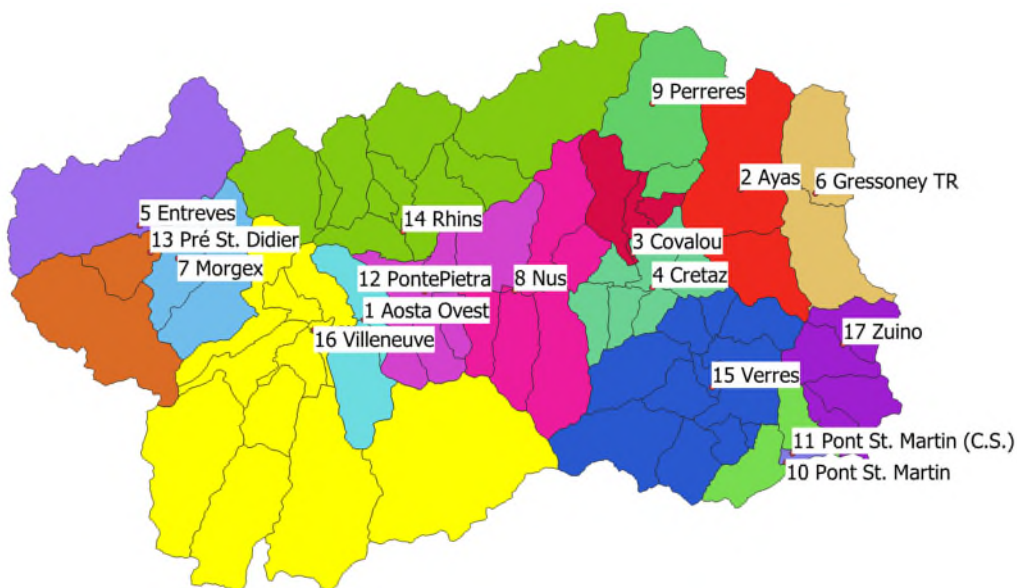 9 Perreres
2 Ayas
6 Gressoney TR
5 Entreves
14 Rhins
13 Pré St. Didier
3 Covalou
7 Morgex
12 PontePietra
8 Nus
4 Cretaz
1 Aosta Ovest
16 Villeneuve
17 Zuino
15 Verres
11 Pont St. Martin (C.S.)
10 Pont St. Martin